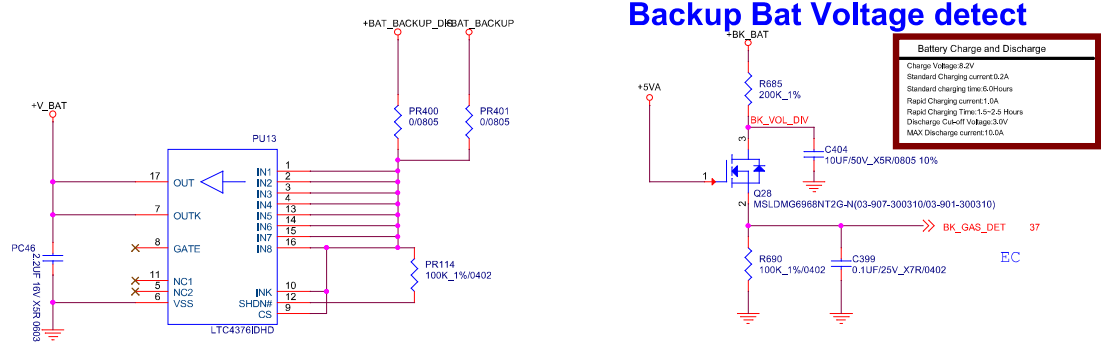 Backup Bat Voltage detect
+BAT_BACKUP_DIS
+BAT_BACKUP
+V_BAT
PR400
0/0805
PR401
0/0805
PU13
17 OUT
7 OUTK
8 GATE
11 NC1
5 NC2
6 VSS
IN1 1
IN2 2
IN3 3
IN4 4
IN5 13
IN6 14
IN7 15
IN8 16
INK 10
SHDN# 12
CS 9
LTC4376IDHD
PC46
2.2UF 16V X5R 0603
PR114
100K_1%/0402
+BK_BAT
+5VA
R685
200K_1%
BK_VOL_DIV
3
C404
10UF/50V_X5R/0805 10%
1
Q28
2
MSLDMG6968NT2G-N(03-907-300310/03-901-300310)
BK_GAS_DET 37
EC
R690
100K_1%/0402
C399
0.1UF/25V_X7R/0402
Battery Charge and Discharge
Charge Voltage:8.2V
Standard Charging current:0.2A
Standard charging time:6.0Hours
Rapid Charging current:1.0A
Rapid Charging Time:1.5~2.5 Hours
Discharge Cut-off Voltage:3.0V
MAX Discharge current:10.0A